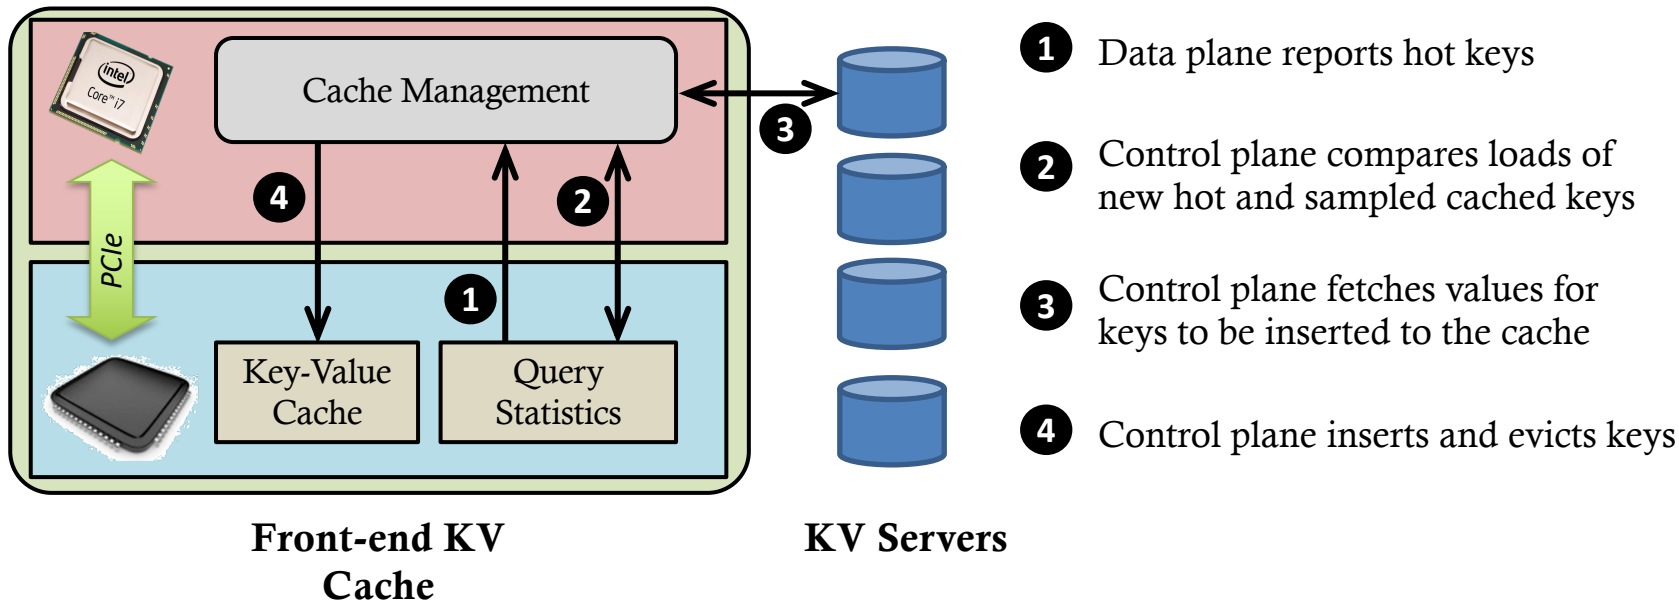 intel
Core™ i7
Cache Management
PCIe
4
2
1
3
Key-Value
Cache
Query
Statistics
Front-end KV
Cache
KV Servers
1 Data plane reports hot keys
2 Control plane compares loads of
new hot and sampled cached keys
3 Control plane fetches values for
keys to be inserted to the cache
4 Control plane inserts and evicts keys